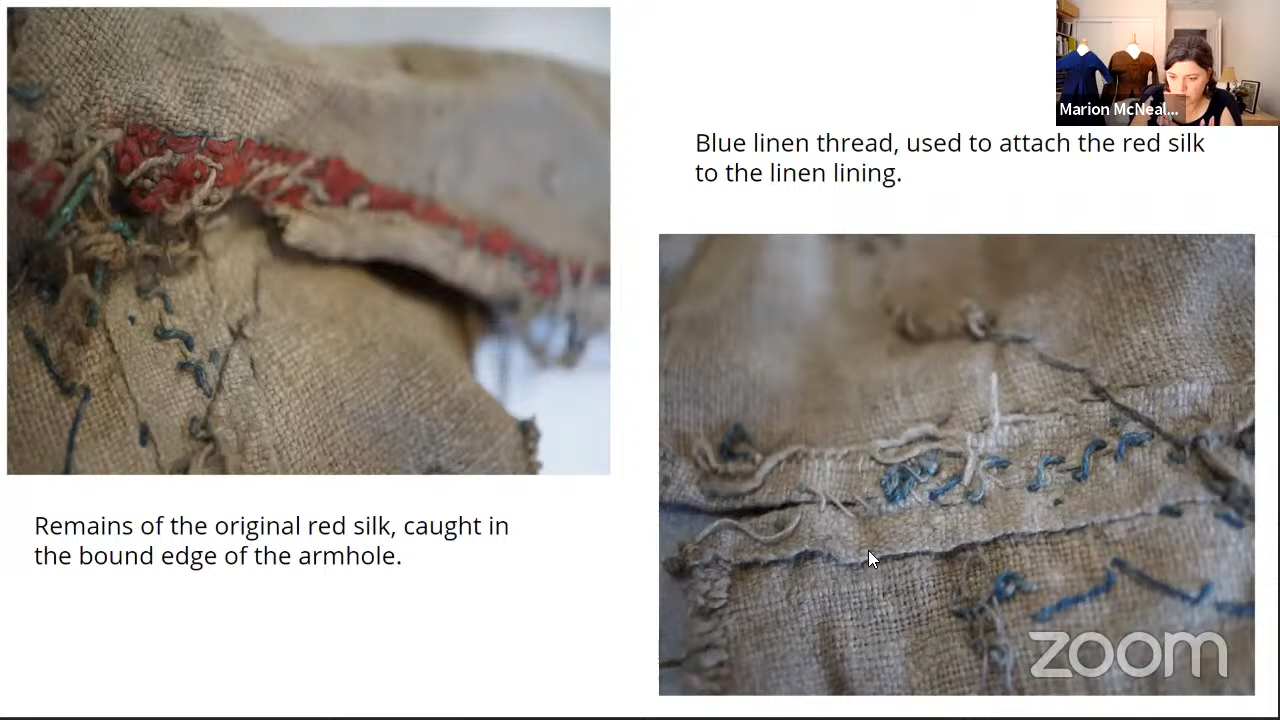 Marion McNeal...
Blue linen thread, used to attach the red silk
to the linen lining.
Remains of the original red silk, caught in
the bound edge of the armhole.
zoom